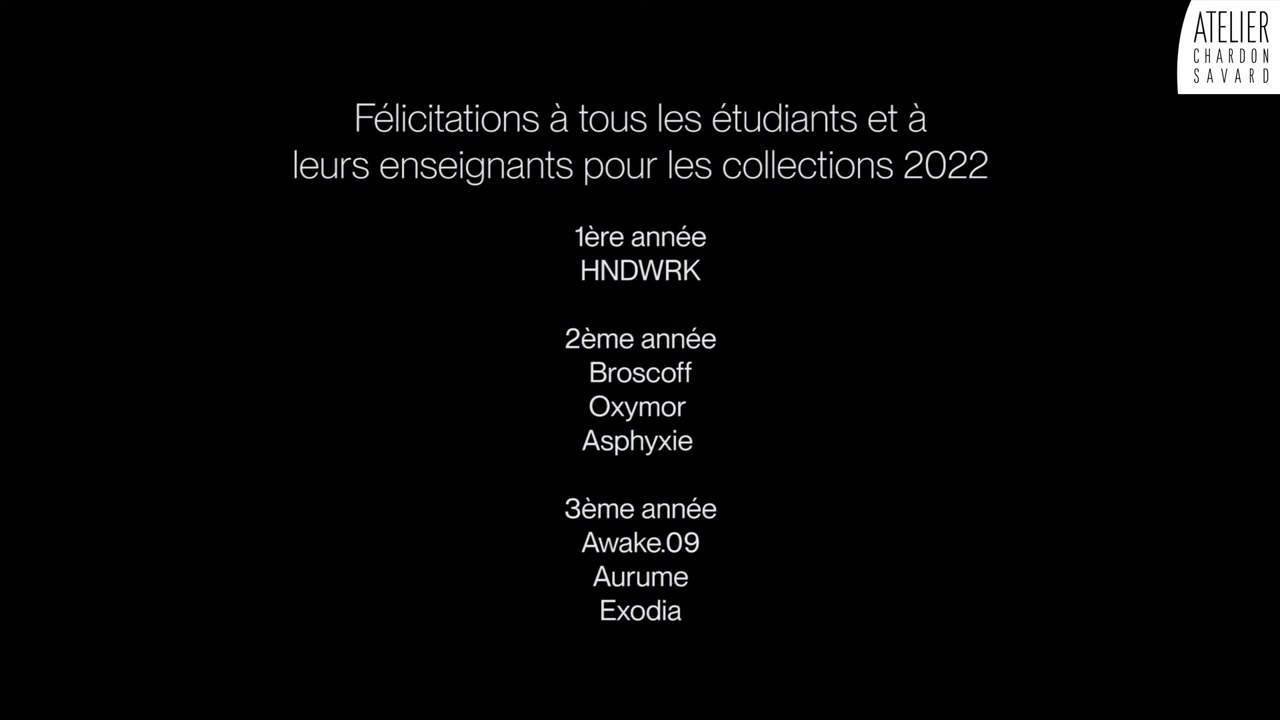 ATELIER
CHARDON
SAVARD
Félicitations à tous les étudiants et à
leurs enseignants pour les collections 2022
1ère année
HNDWRK
2ème année
Broscoff
Oxymor
Asphyxie
3ème année
Awake.09
Aurume
Exodia